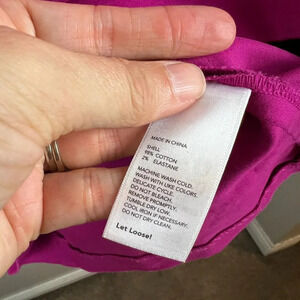 MADE IN CHINA
SHELL
98% COTTON
2% ELASTANE
MACHINE WASH COLD.
WASH WITH LIKE COLORS.
DELICATE CYCLE.
DO NOT BLEACH.
REMOVE PROMPTLY.
TUMBLE DRY LOW.
COOL IRON IF NECESSARY.
DO NOT DRY CLEAN.
Let Loose!